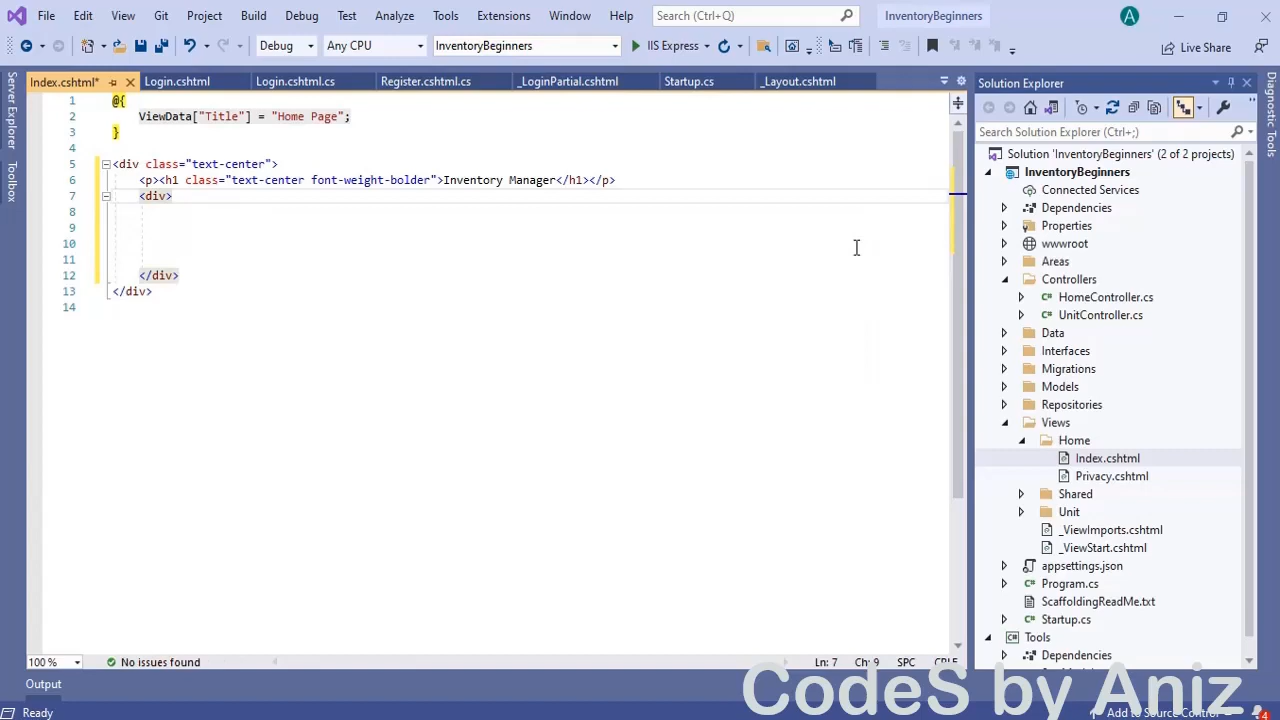 File Edit View Git Project Build Debug Test Analyze Tools Extensions Window Help Search (Ctrl+Q) InventoryBeginners A
Debug Any CPU InventoryBeginners IIS Express Live Share
Index.cshtml* Login.cshtml Login.cshtml.cs Register.cshtml.cs _LoginPartial.cshtml Startup.cs _Layout.cshtml
Server Explorer
Toolbox
1 @{
2 ViewData["Title"] = "Home Page";
3 }
4
5 <div class="text-center">
6 <p><h1 class="text-center font-weight-bolder">Inventory Manager</h1></p>
7 <div>
8
9
10
11
12 </div>
13 </div>
14
100 % No issues found Ln: 7 Ch: 9 SPC CRLF
Output
Ready
Solution Explorer
Search Solution Explorer (Ctrl+;)
Solution 'InventoryBeginners' (2 of 2 projects)
InventoryBeginners
Connected Services
Dependencies
Properties
wwwroot
Areas
Controllers
C# HomeController.cs
C# UnitController.cs
Data
Interfaces
Migrations
Models
Repositories
Views
Home
Index.cshtml
Privacy.cshtml
Shared
Unit
_ViewImports.cshtml
_ViewStart.cshtml
appsettings.json
C# Program.cs
ScaffoldingReadMe.txt
C# Startup.cs
C# Tools
Dependencies
Diagnostic Tools
CodeS by Aniz
Add to Source Control 4